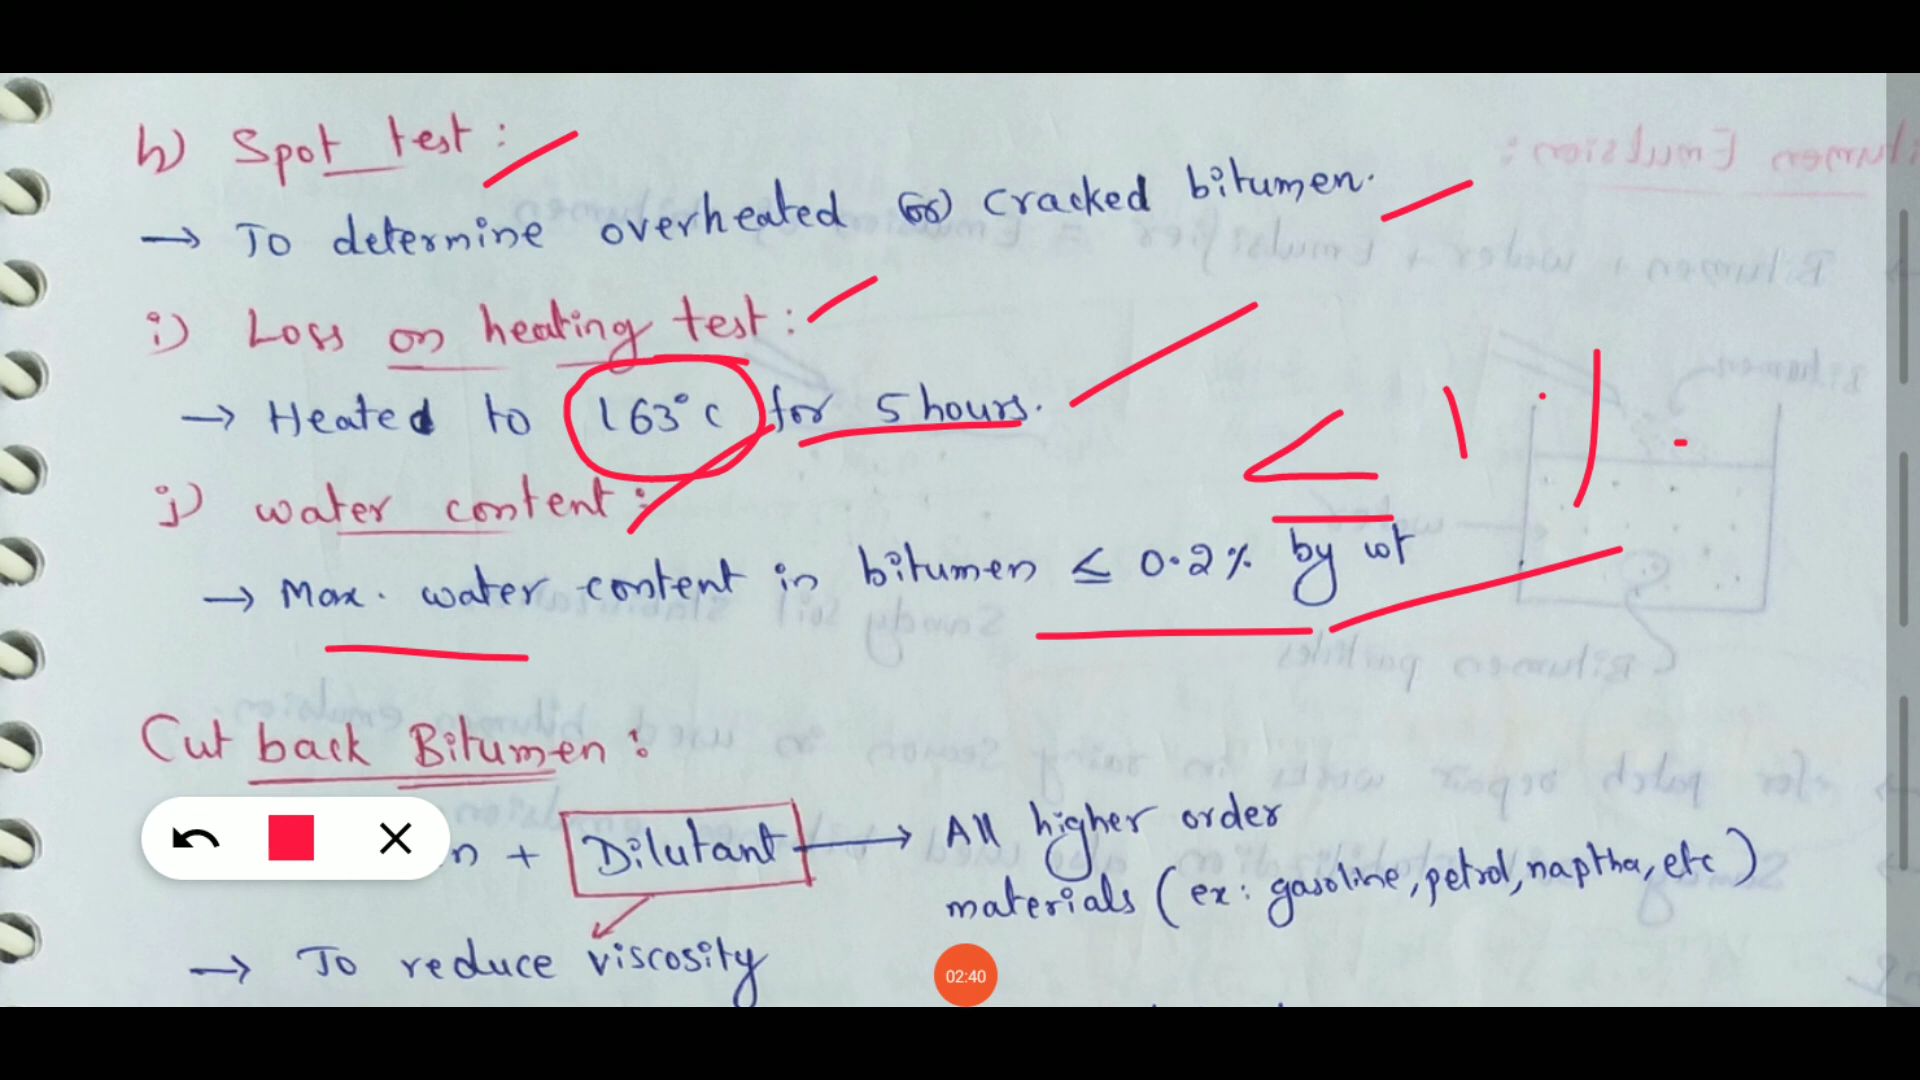 h) Spot test :
→ To determine overheated (or) cracked bitumen.
i) Loss on heating test :
→ Heated to 163°c for 5 hours.
≤ 1 %
j) water content :
→ Max. water content in bitumen ≤ 0.2% by wt
Cut back Bitumen :
n + Dilutant → All higher order
materials (ex: gasoline, petrol, naptha, etc)
→ To reduce viscosity
02:40